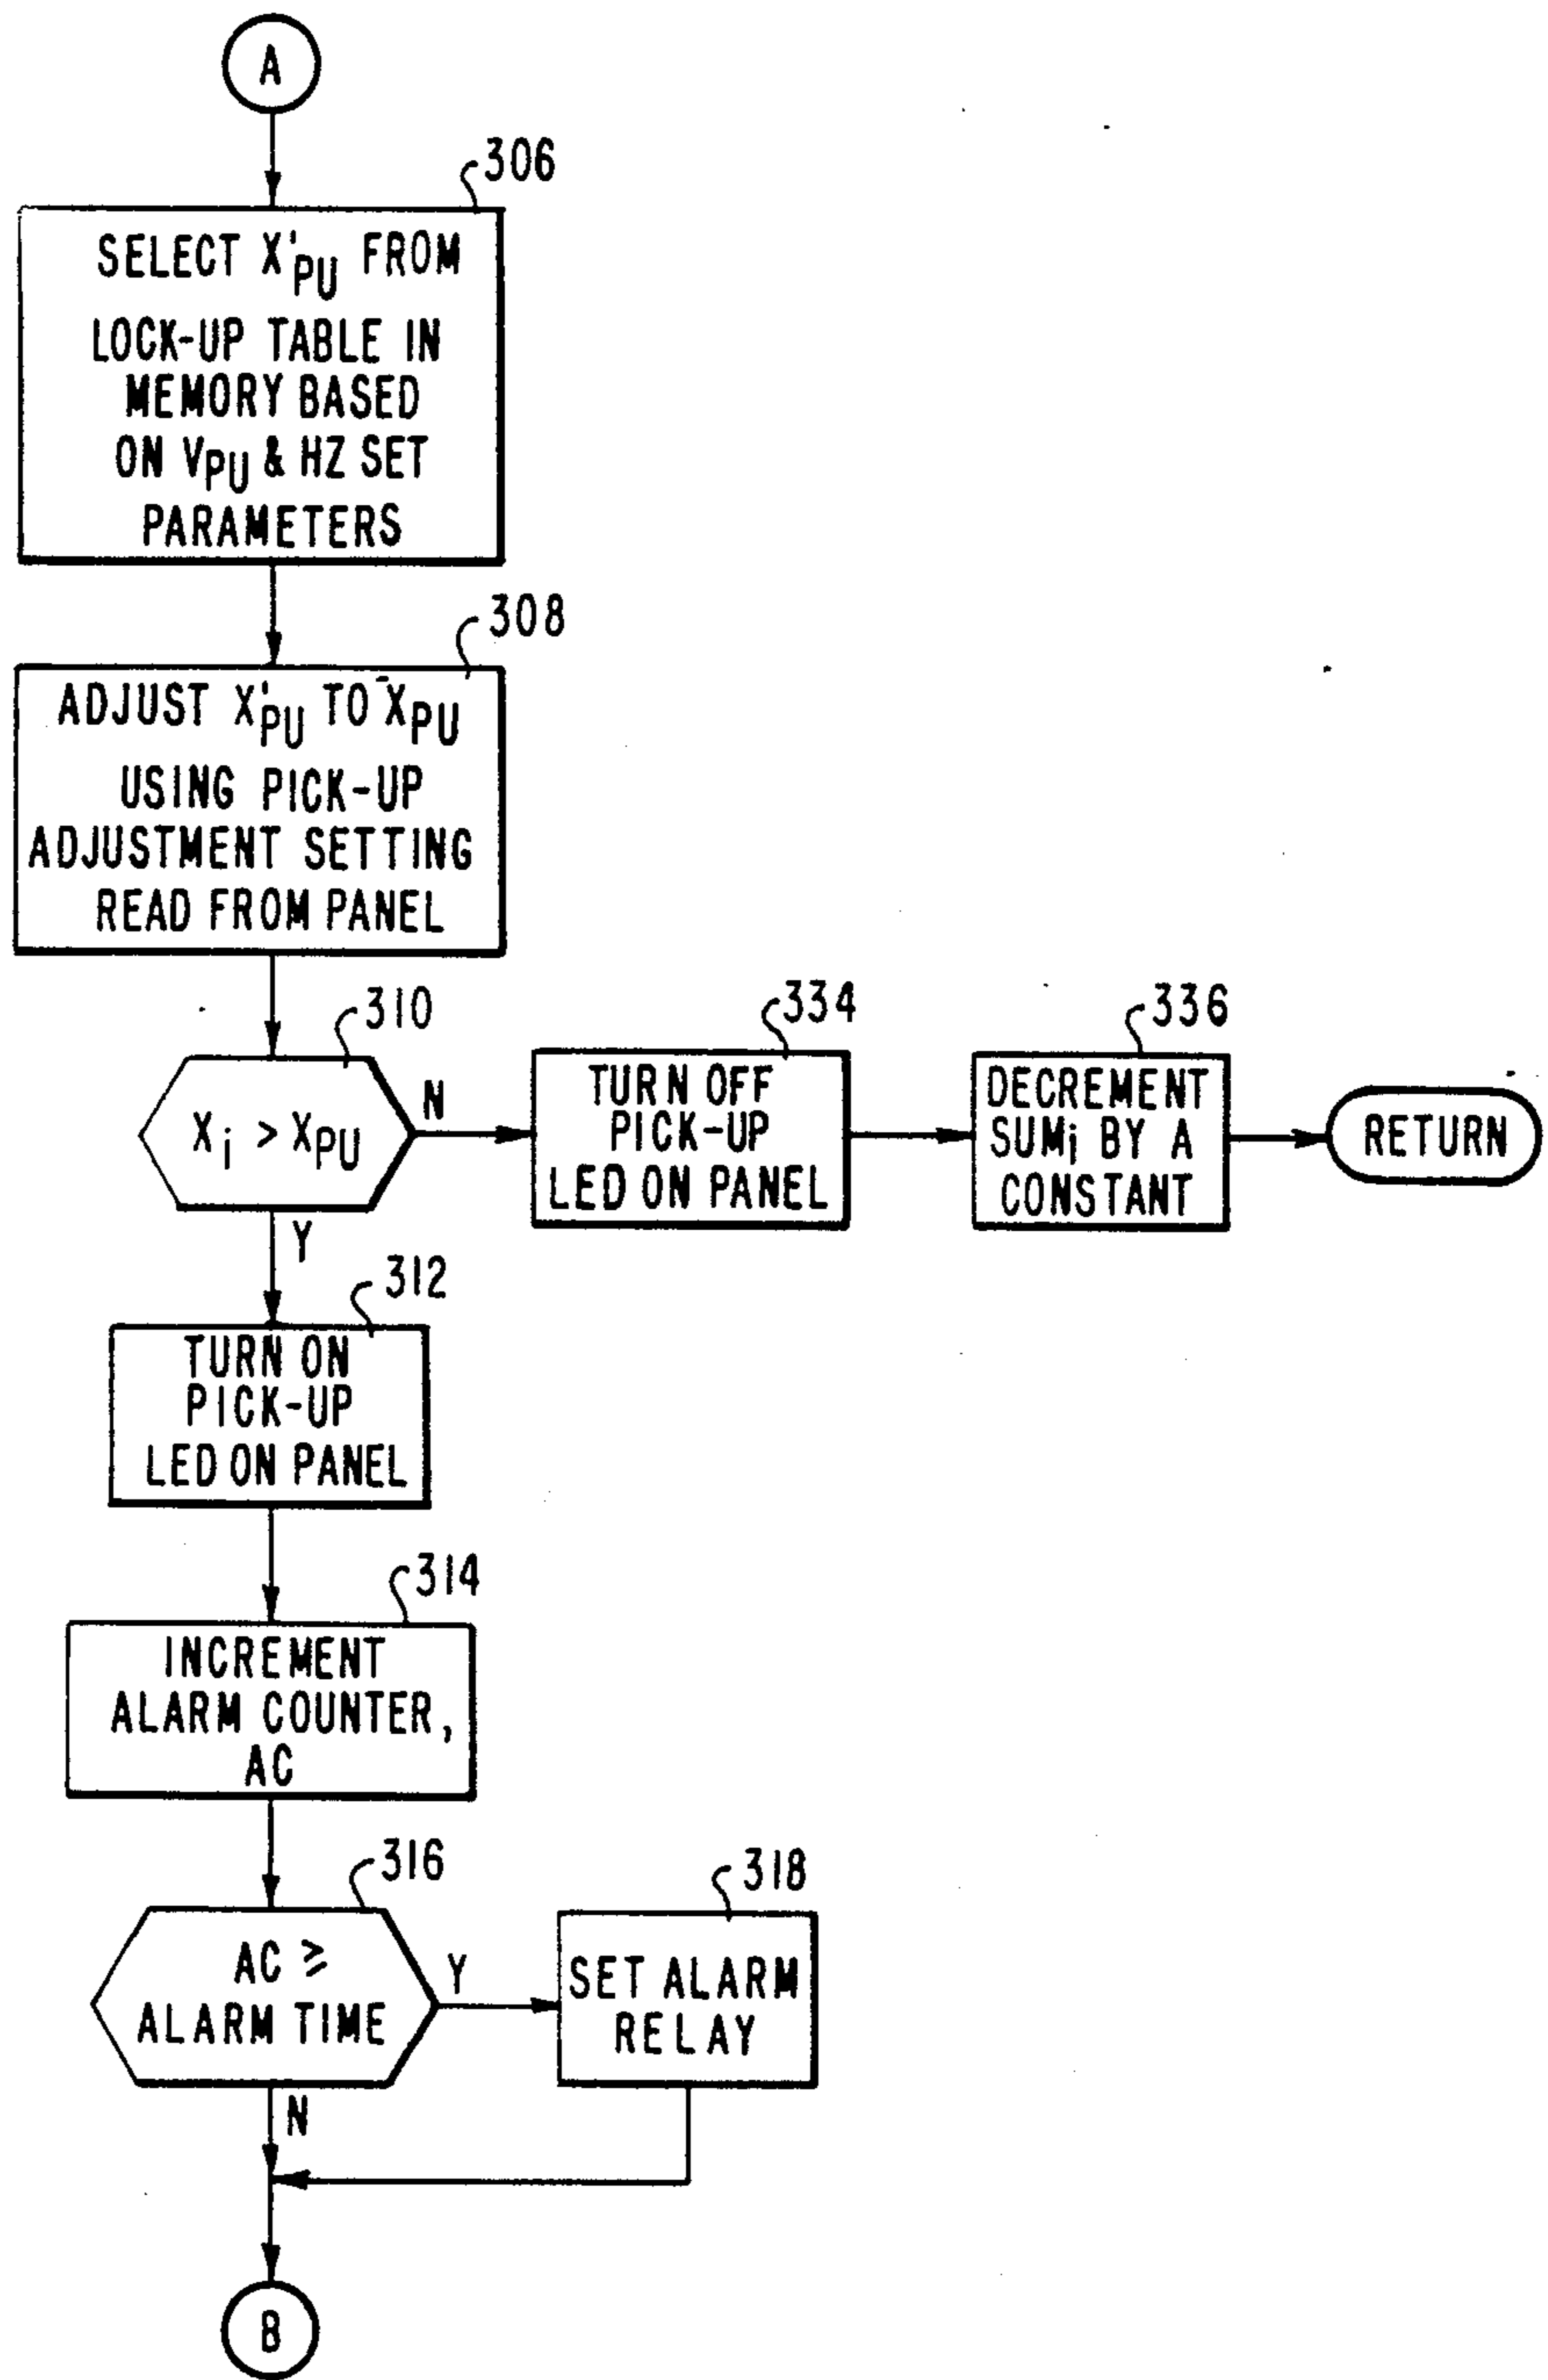 A
306
SELECT X'PU FROM
LOCK-UP TABLE IN
MEMORY BASED
ON VPU & HZ SET
PARAMETERS
308
ADJUST X'PU TO XPU
USING PICK-UP
ADJUSTMENT SETTING
READ FROM PANEL
310
Xi > XPU
N
Y
334
TURN OFF
PICK-UP
LED ON PANEL
336
DECREMENT
SUMi BY A
CONSTANT
RETURN
312
TURN ON
PICK-UP
LED ON PANEL
314
INCREMENT
ALARM COUNTER,
AC
316
AC ≥
ALARM TIME
Y
N
318
SET ALARM
RELAY
B